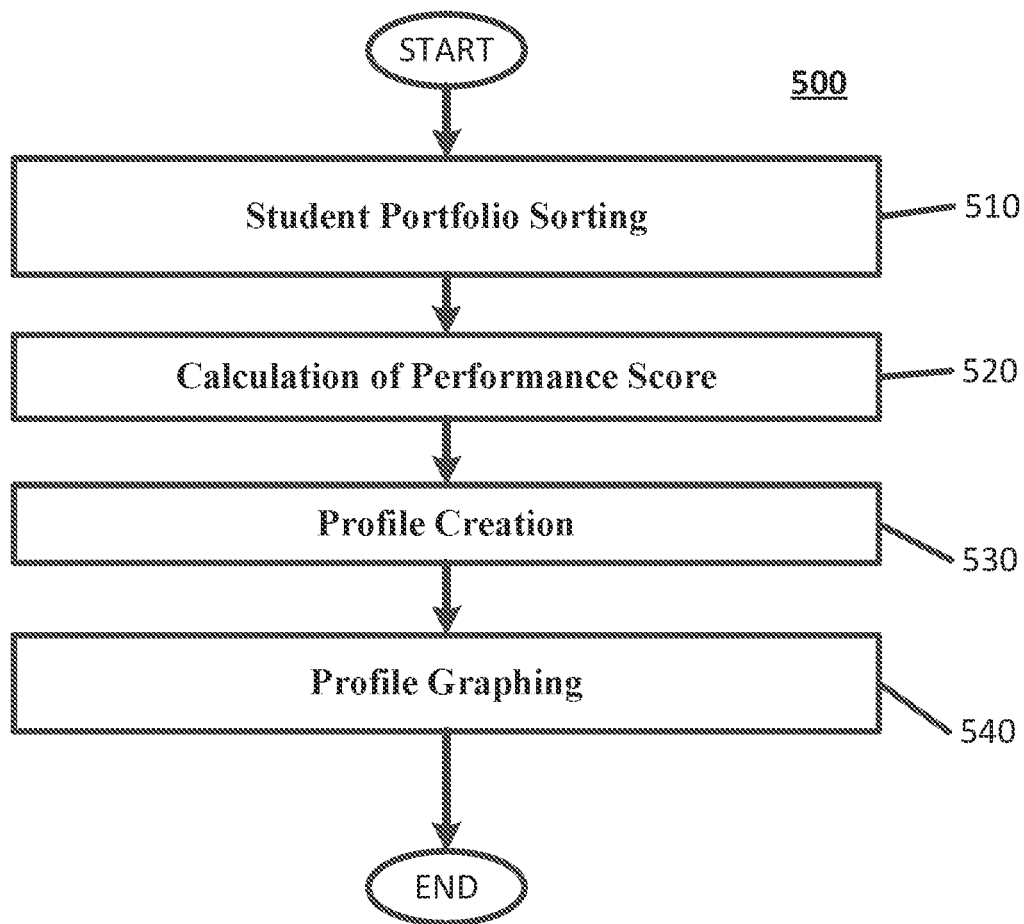 START
500
Student Portfolio Sorting
510
Calculation of Performance Score
520
Profile Creation
530
Profile Graphing
540
END